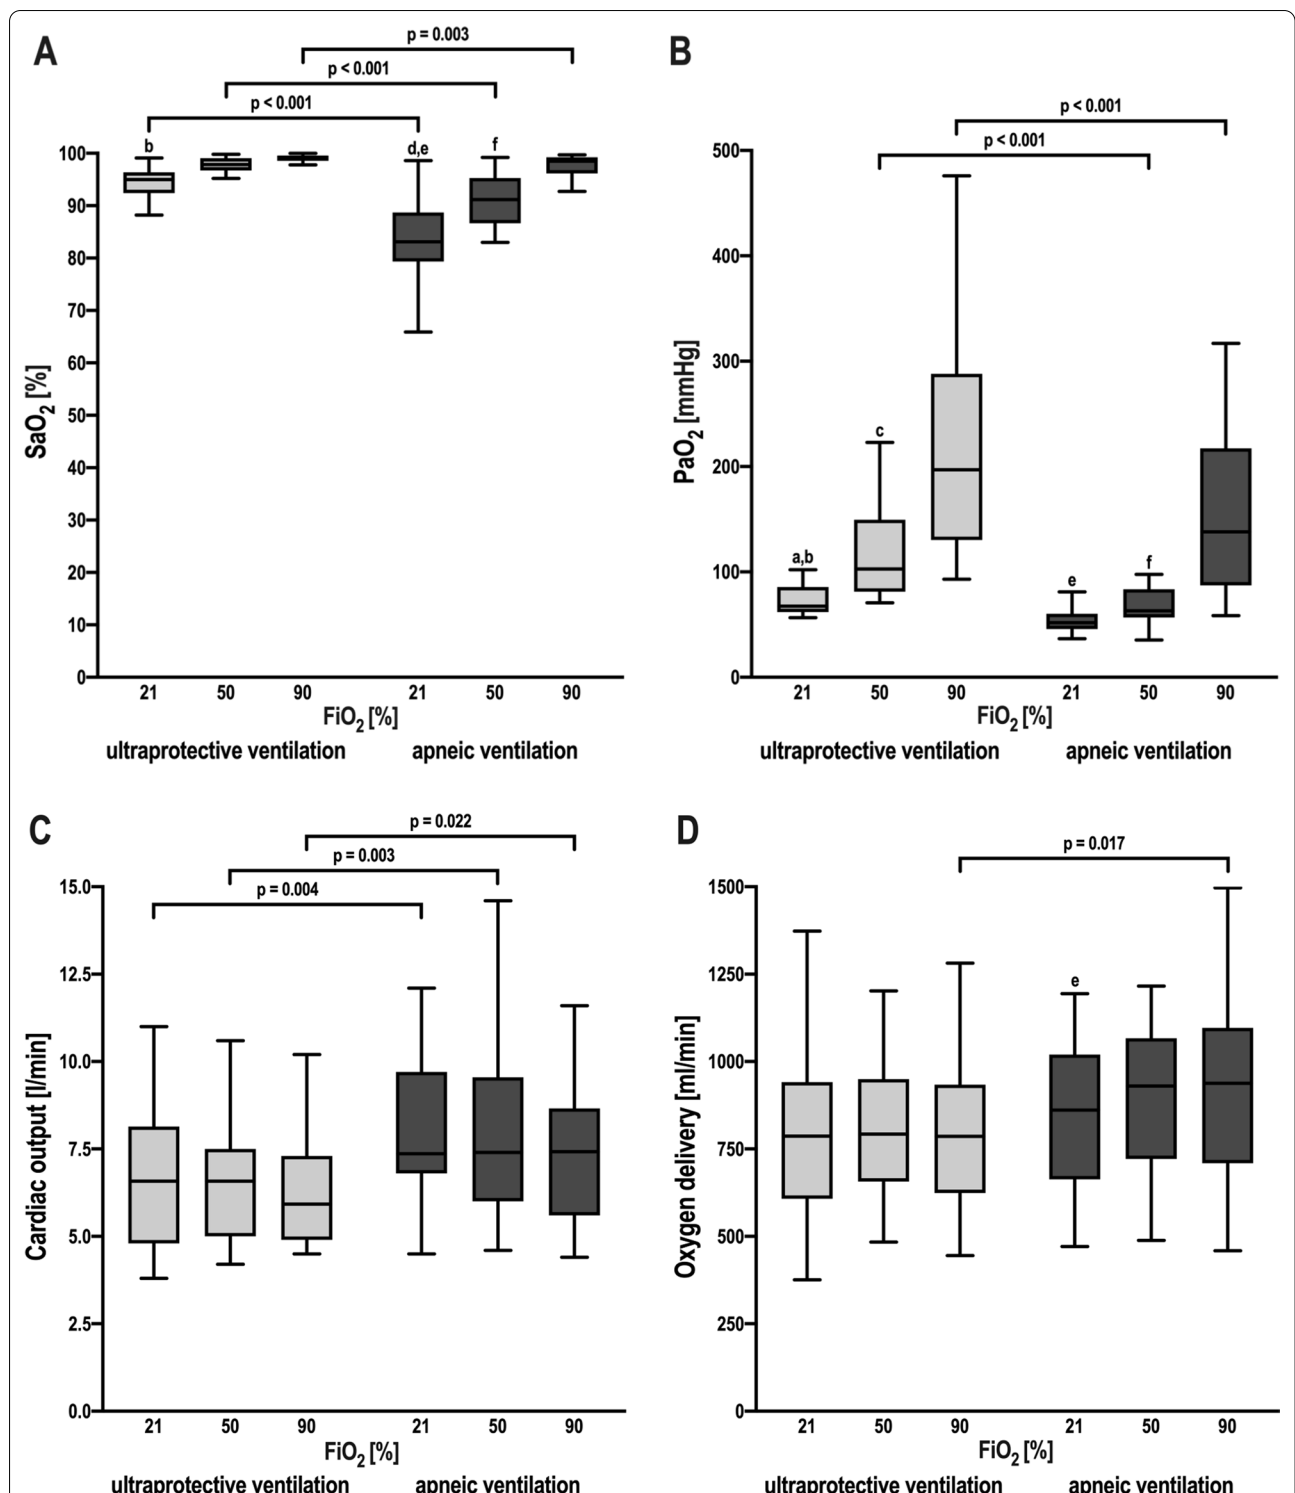 A
p = 0.003
p < 0.001
p < 0.001
b
d,e
f
100
90
80
70
60
50
40
30
20
10
0
SaO2 [%]
21 50 90 21 50 90
FiO2 [%]
ultraprotective ventilation apneic ventilation
B
p < 0.001
p < 0.001
500
400
300
200
100
0
PaO2 [mmHg]
a,b
c
e
f
21 50 90 21 50 90
FiO2 [%]
ultraprotective ventilation apneic ventilation
C
p = 0.022
p = 0.003
p = 0.004
15.0
12.5
10.0
7.5
5.0
2.5
0.0
Cardiac output [l/min]
21 50 90 21 50 90
FiO2 [%]
ultraprotective ventilation apneic ventilation
D
p = 0.017
1500
1250
1000
750
500
250
0
Oxygen delivery [ml/min]
e
21 50 90 21 50 90
FiO2 [%]
ultraprotective ventilation apneic ventilation